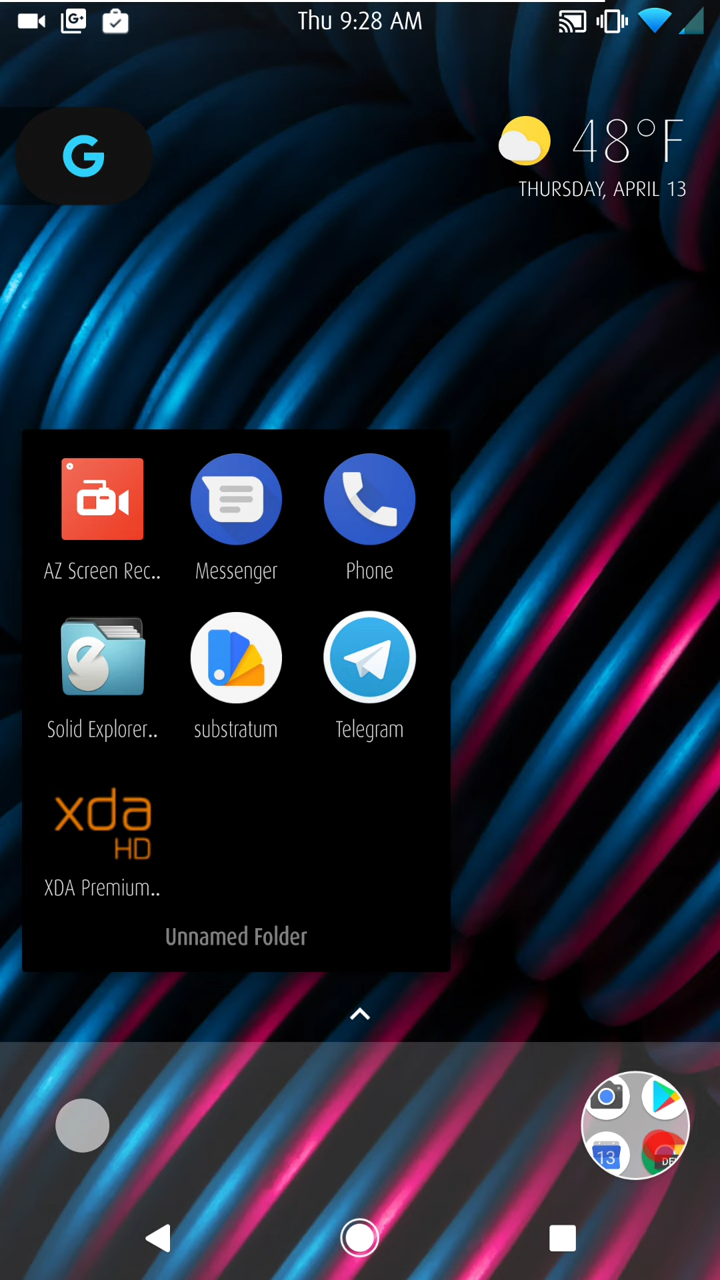 G+
Thu 9:28 AM
G
48°F
THURSDAY, APRIL 13
AZ Screen Rec..
Messenger
Phone
Solid Explorer..
substratum
Telegram
xda
HD
XDA Premium..
Unnamed Folder
13
DE